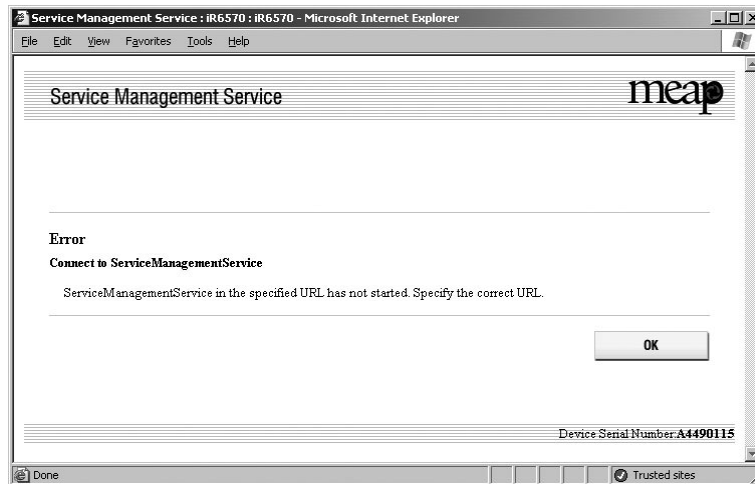 Service Management Service : iR6570 : iR6570 - Microsoft Internet Explorer
File Edit View Favorites Tools Help
Service Management Service
meap
Error
Connect to ServiceManagementService
ServiceManagementService in the specified URL has not started. Specify the correct URL.
OK
Device Serial Number:A4490115
Done
Trusted sites